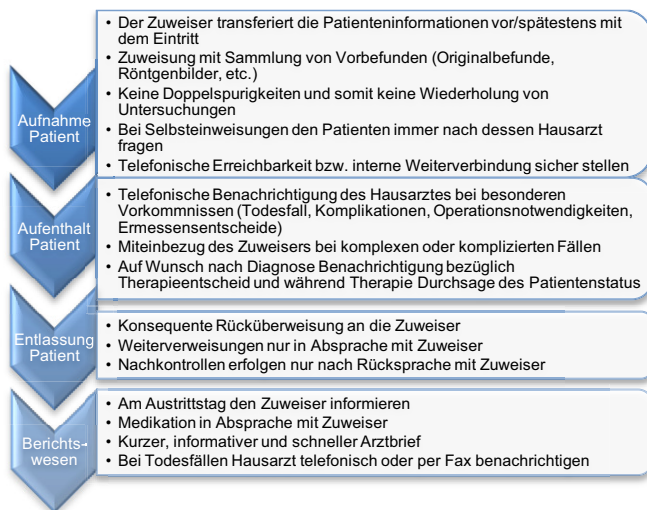 Aufnahme
Patient
• Der Zuweiser transferiert die Patienteninformationen vor/spätestens mit
dem Eintritt
• Zuweisung mit Sammlung von Vorbefunden (Originalbefunde,
Röntgenbilder, etc.)
• Keine Doppelspurigkeiten und somit keine Wiederholung von
Untersuchungen
• Bei Selbsteinweisungen den Patienten immer nach dessen Hausarzt
fragen
• Telefonische Erreichbarkeit bzw. interne Weiterverbindung sicher stellen
Aufenthalt
Patient
• Telefonische Benachrichtigung des Hausarztes bei besonderen
Vorkommnissen (Todesfall, Komplikationen, Operationsnotwendigkeiten,
Ermessensentscheide)
• Miteinbezug des Zuweisers bei komplexen oder komplizierten Fällen
• Auf Wunsch nach Diagnose Benachrichtigung bezüglich
Therapieentscheid und während Therapie Durchsage des Patientenstatus
Entlassung
Patient
• Konsequente Rücküberweisung an die Zuweiser
• Weiterverweisungen nur in Absprache mit Zuweiser
• Nachkontrollen erfolgen nur nach Rücksprache mit Zuweiser
Berichts-
wesen
• Am Austrittstag den Zuweiser informieren
• Medikation in Absprache mit Zuweiser
• Kurzer, informativer und schneller Arztbrief
• Bei Todesfällen Hausarzt telefonisch oder per Fax benachrichtigen